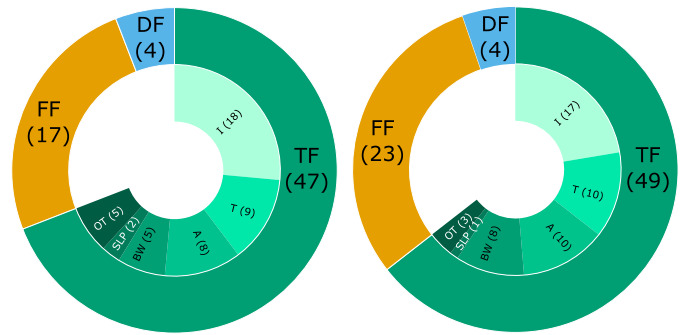 DF
(4)
FF
(17)
TF
(47)
I (18)
T (9)
A (8)
BW (5)
SLP (2)
OT (5)
DF
(4)
FF
(23)
TF
(49)
I (17)
T (10)
A (10)
BW (8)
SLP (1)
OT (3)